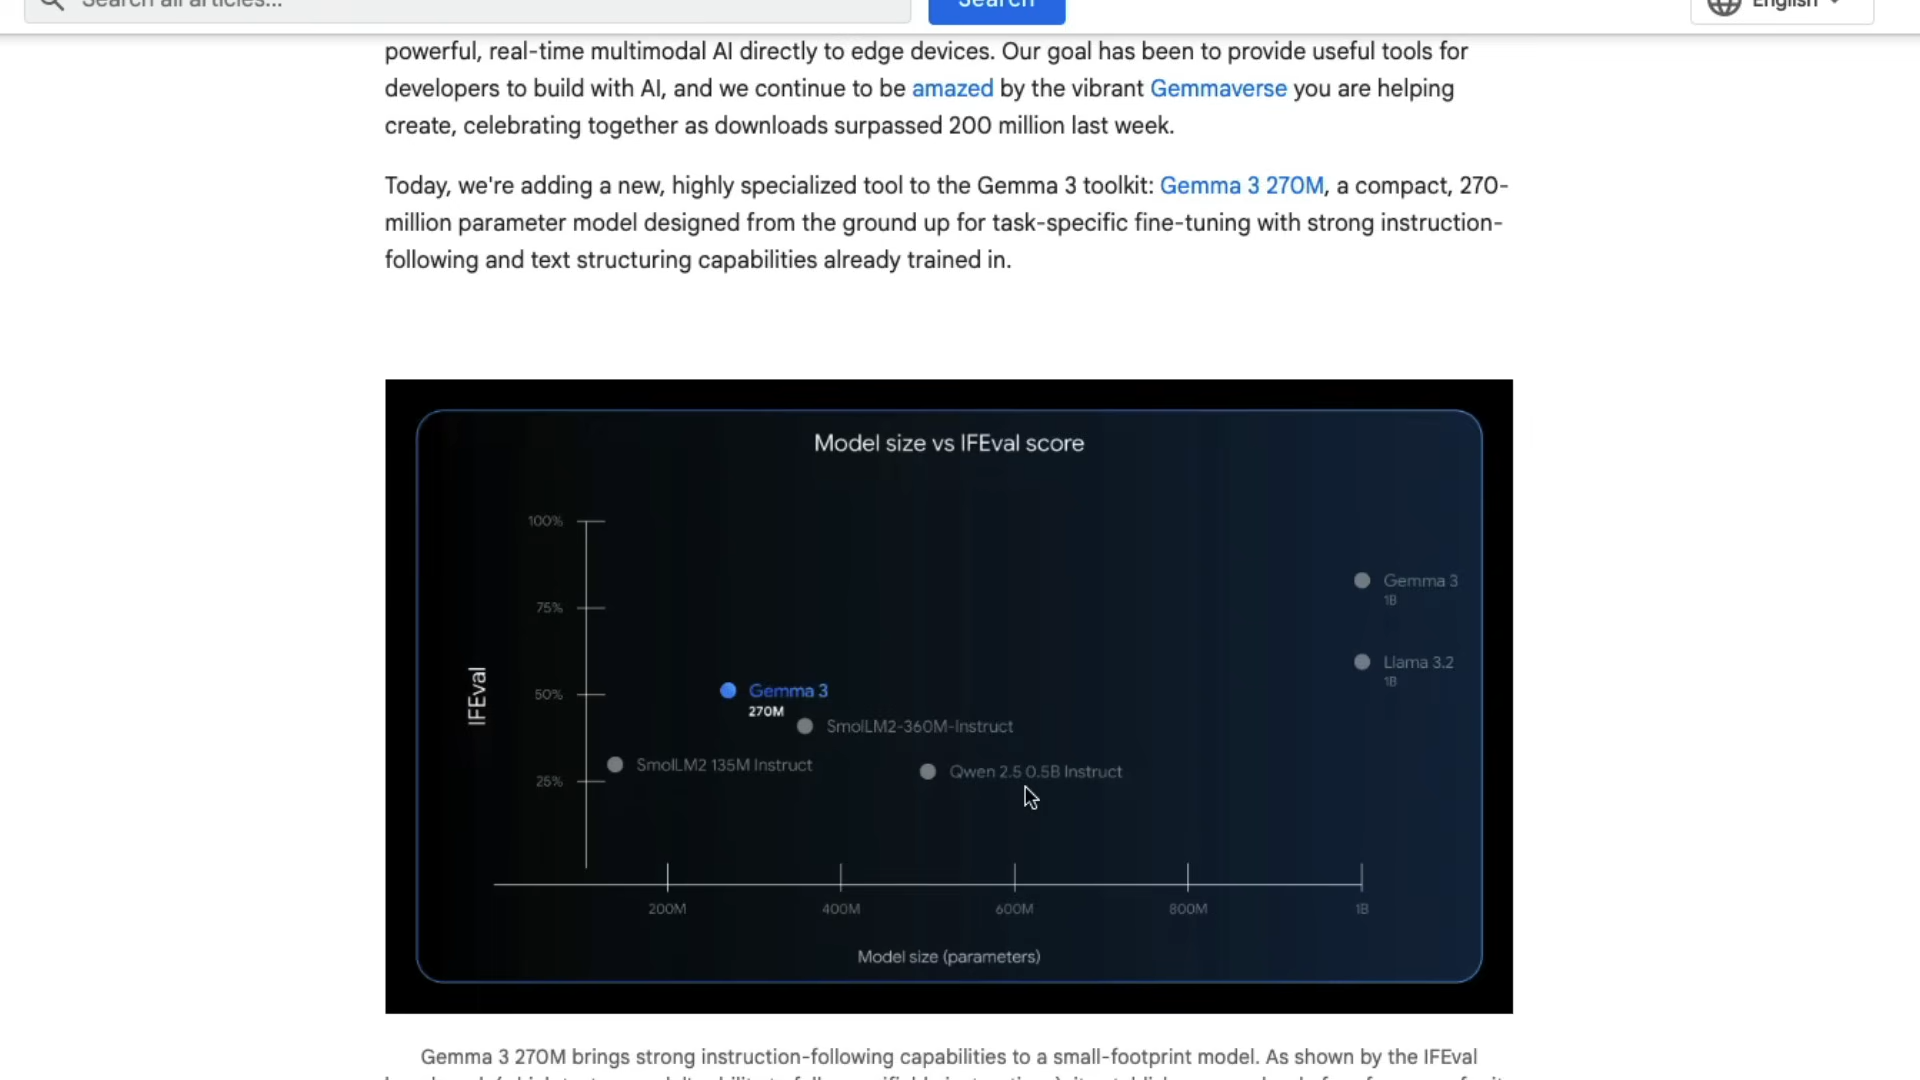 Search all articles...
Search
English
powerful, real-time multimodal AI directly to edge devices. Our goal has been to provide useful tools for
developers to build with AI, and we continue to be amazed by the vibrant Gemmaverse you are helping
create, celebrating together as downloads surpassed 200 million last week.
Today, we're adding a new, highly specialized tool to the Gemma 3 toolkit: Gemma 3 270M, a compact, 270-
million parameter model designed from the ground up for task-specific fine-tuning with strong instruction-
following and text structuring capabilities already trained in.
Model size vs IFEval score
100%
75%
50%
25%
IFEval
Gemma 3
1B
Llama 3.2
1B
Gemma 3
270M
SmolLM2-360M-Instruct
SmolLM2 135M Instruct
Qwen 2.5 0.5B Instruct
200M
400M
600M
800M
1B
Model size (parameters)
Gemma 3 270M brings strong instruction-following capabilities to a small-footprint model. As shown by the IFEval